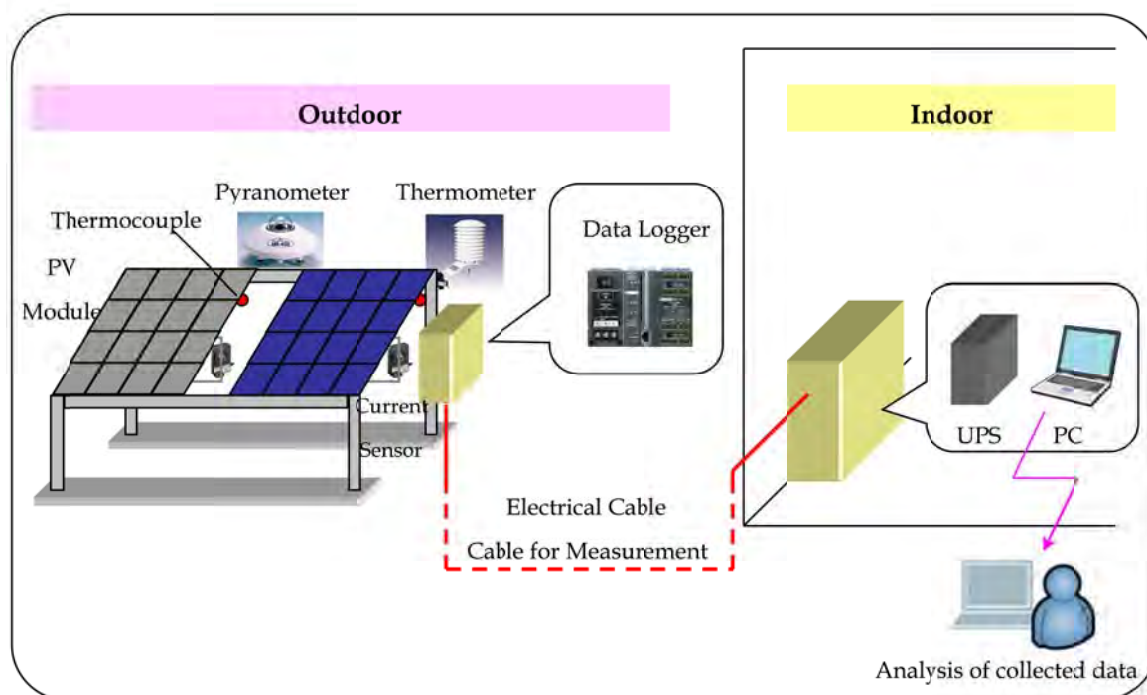 Outdoor
Indoor
Pyranometer
Thermometer
Thermocouple
Data Logger
PV
Module
Current
Sensor
UPS
PC
Electrical Cable
Cable for Measurement
Analysis of collected data